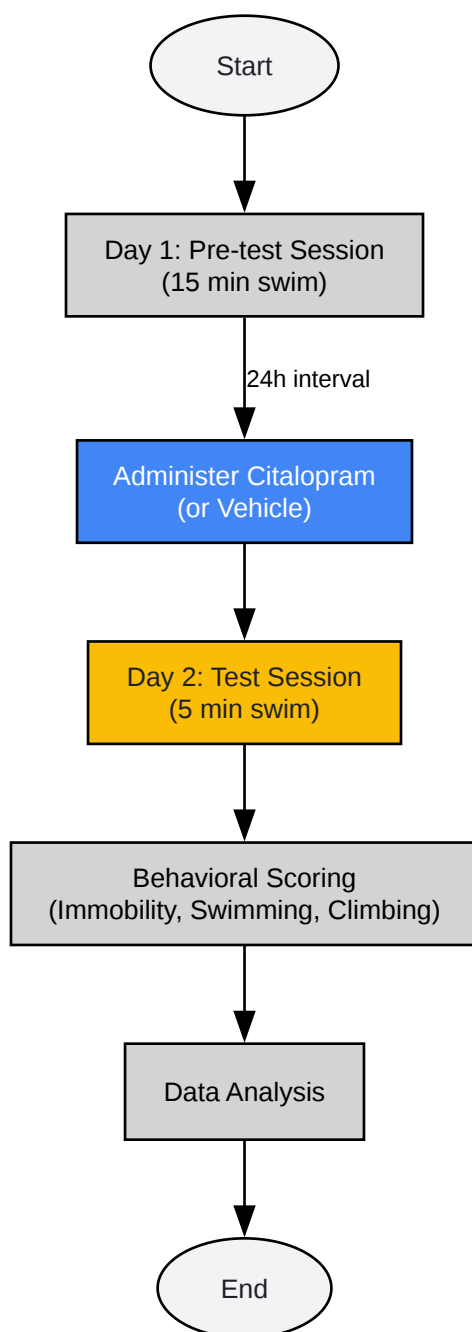 Start
Day 1: Pre-test Session
(15 min swim)
24h interval
Administer Citalopram
(or Vehicle)
Day 2: Test Session
(5 min swim)
Behavioral Scoring
(Immobility, Swimming, Climbing)
Data Analysis
End